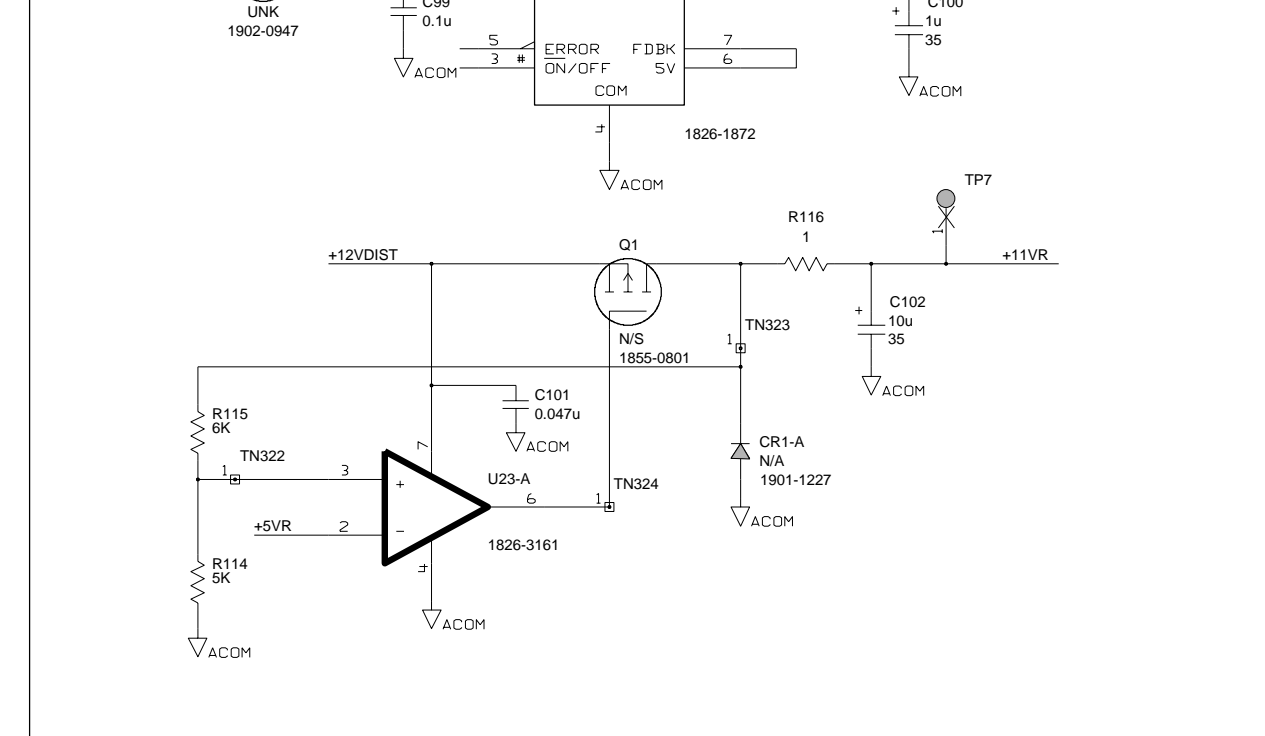 C99
0.1u
UNK
1902-0947
ACOM
5
3
#
ERROR
ON/OFF
FDBK
5V
COM
7
6
4
1826-1872
ACOM
+
C100
1u
35
ACOM
TP7
1
+12VDIST
Q1
N/S
1855-0801
R116
1
+11VR
TN323
1
+
C102
10u
35
ACOM
R115
6K
C101
0.047u
ACOM
TN322
1
3
7
+
U23-A
6
TN324
1
+5VR
2
−
1826-3161
4
ACOM
CR1-A
N/A
1901-1227
ACOM
R114
5K
ACOM